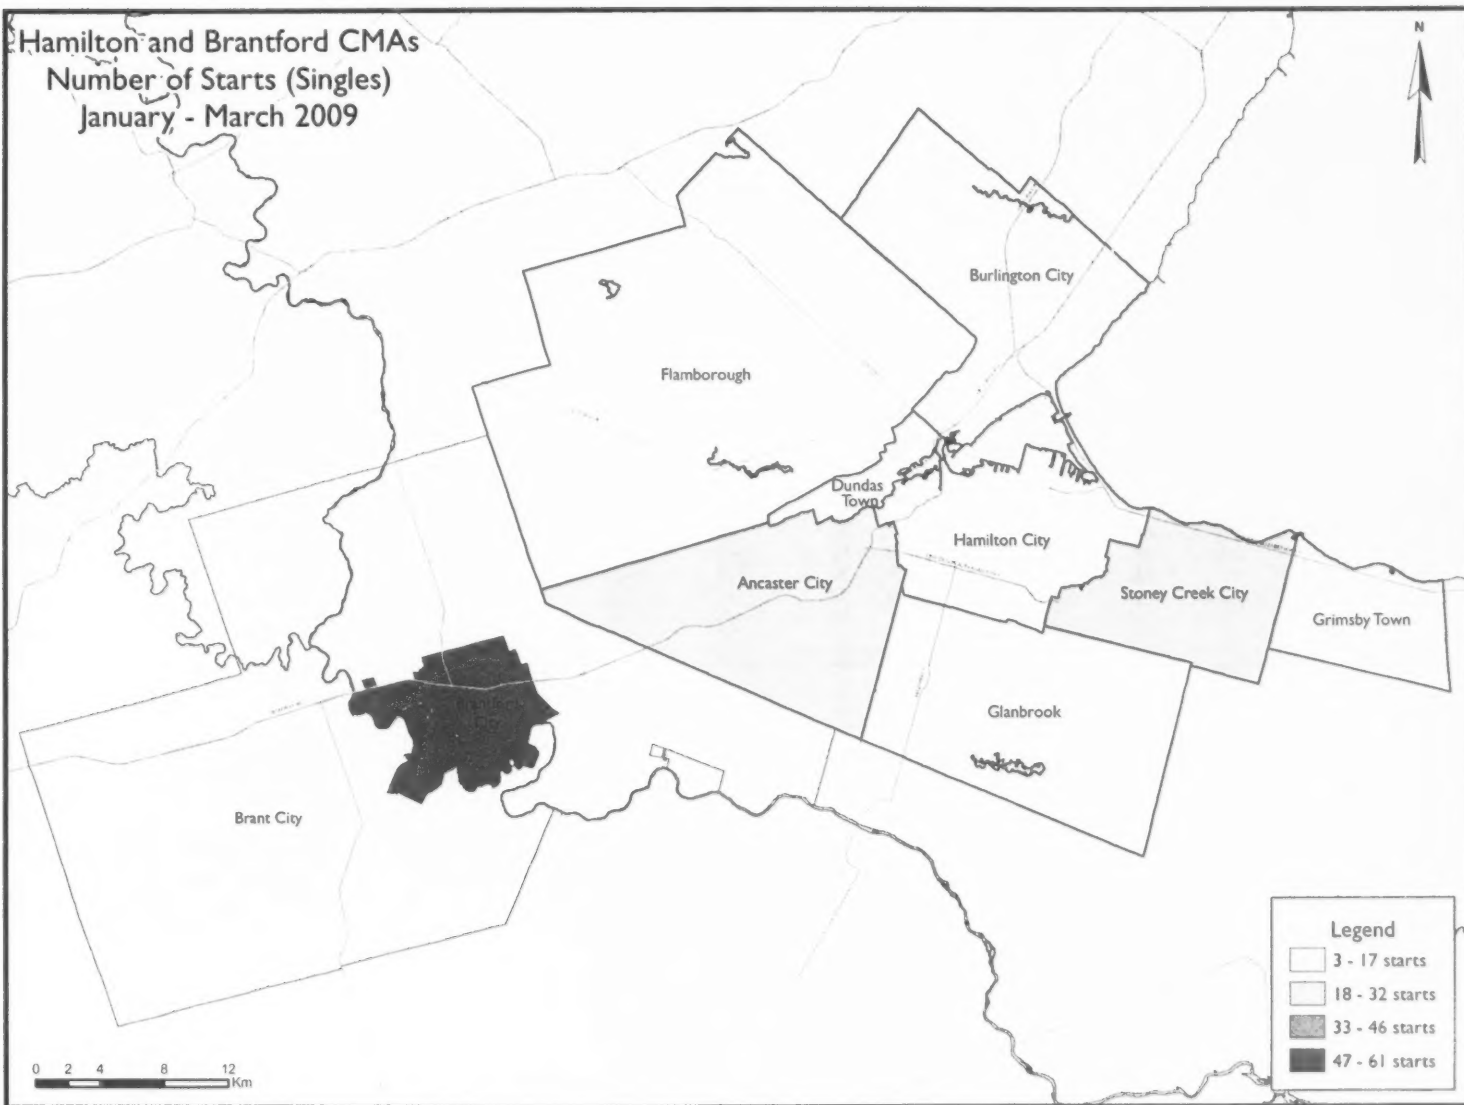 Hamilton and Brantford CMAs
Number of Starts (Singles)
January - March 2009
N
Burlington City
Flamborough
Dundas
Town
Hamilton City
Ancaster City
Stoney Creek City
Grimsby Town
Glanbrook
Brant City
Legend
3 - 17 starts
18 - 32 starts
33 - 46 starts
47 - 61 starts
0 2 4 8 12
Km